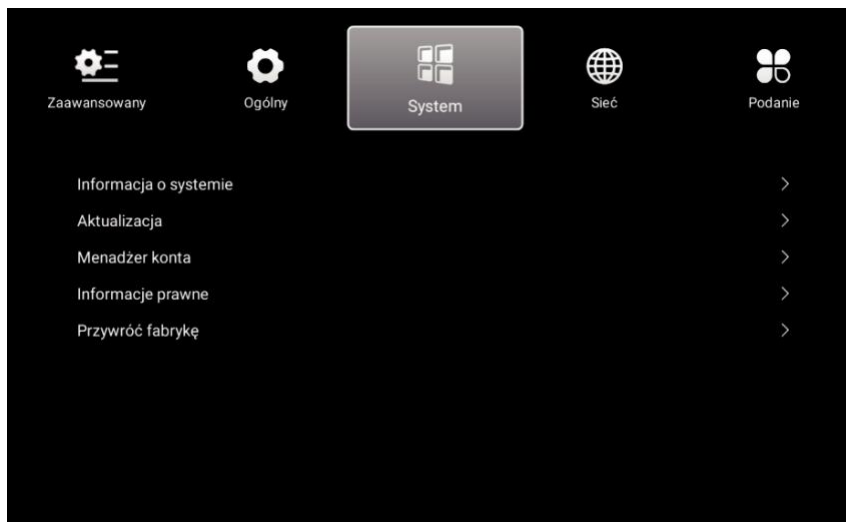 Zaawansowany
Ogólny
System
Sieć
Podanie
Informacja o systemie
Aktualizacja
Menadżer konta
Informacje prawne
Przywróć fabrykę